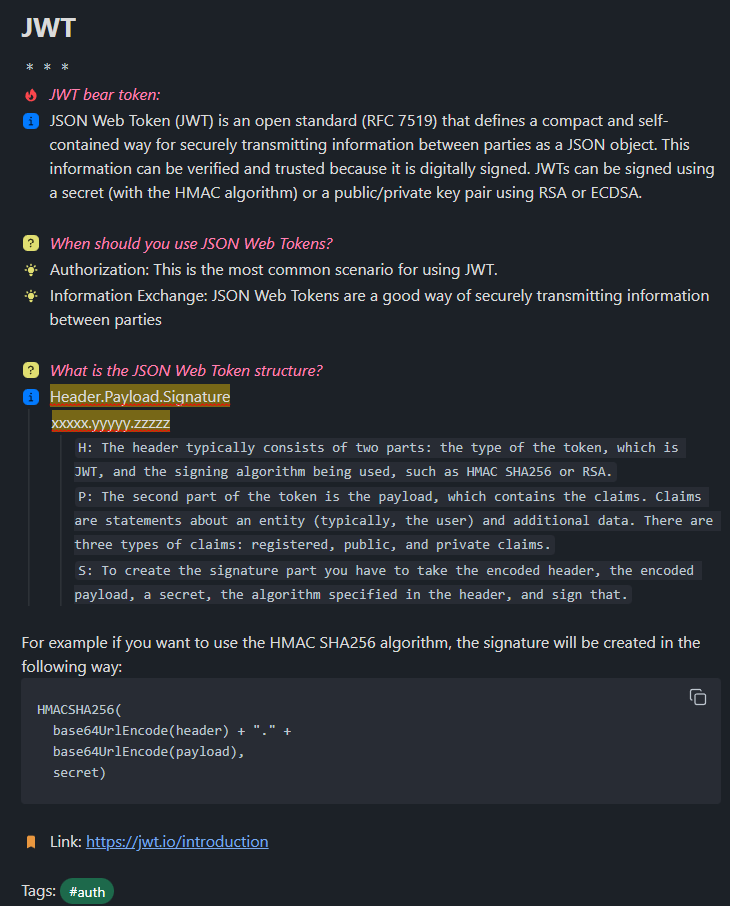 JWT
* * *
JWT bear token:
JSON Web Token (JWT) is an open standard (RFC 7519) that defines a compact and self-
contained way for securely transmitting information between parties as a JSON object. This
information can be verified and trusted because it is digitally signed. JWTs can be signed using
a secret (with the HMAC algorithm) or a public/private key pair using RSA or ECDSA.
When should you use JSON Web Tokens?
Authorization: This is the most common scenario for using JWT.
Information Exchange: JSON Web Tokens are a good way of securely transmitting information
between parties
What is the JSON Web Token structure?
Header.Payload.Signature
xxxxx.yyyyy.zzzzz
H: The header typically consists of two parts: the type of the token, which is
JWT, and the signing algorithm being used, such as HMAC SHA256 or RSA.
P: The second part of the token is the payload, which contains the claims. Claims
are statements about an entity (typically, the user) and additional data. There are
three types of claims: registered, public, and private claims.
S: To create the signature part you have to take the encoded header, the encoded
payload, a secret, the algorithm specified in the header, and sign that.
For example if you want to use the HMAC SHA256 algorithm, the signature will be created in the
following way:
HMACSHA256(
  base64UrlEncode(header) + "." +
  base64UrlEncode(payload),
  secret)
Link: https://jwt.io/introduction
Tags: #auth